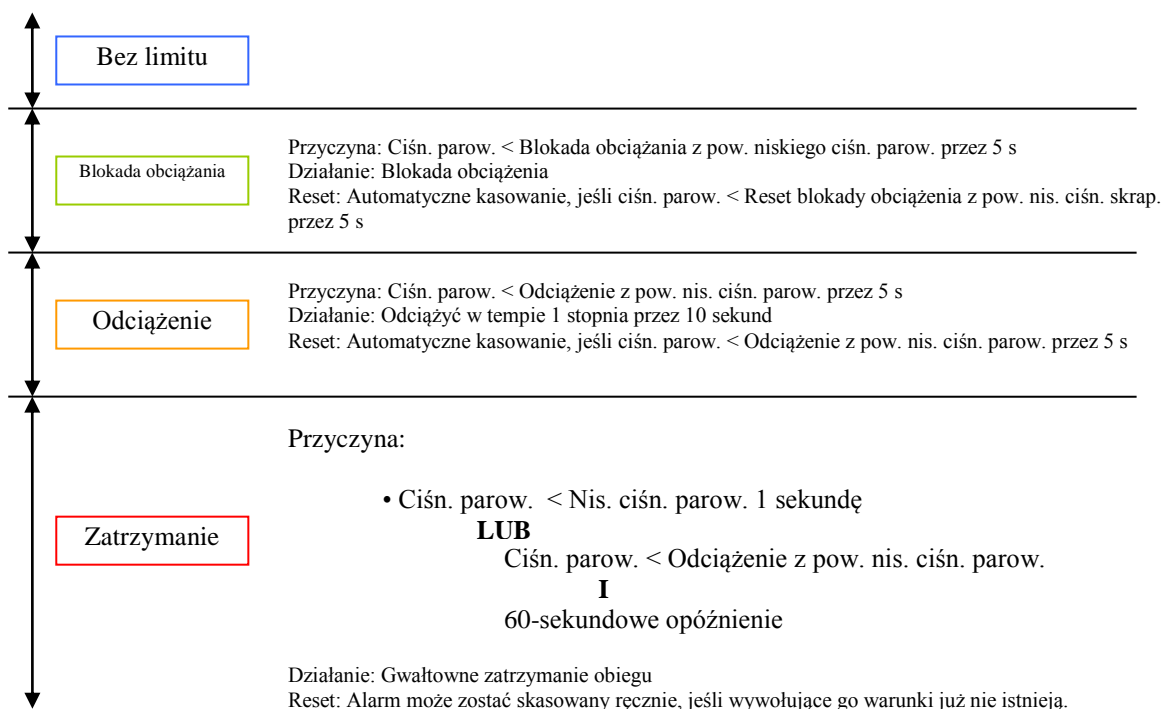 Bez limitu
Blokada obciążania
Przyczyna: Ciśn. parow. < Blokada obciążania z pow. niskiego ciśn. parow. przez 5 s
Działanie: Blokada obciążenia
Reset: Automatyczne kasowanie, jeśli ciśn. parow. < Reset blokady obciążenia z pow. nis. ciśn. skrap.
przez 5 s
Odciążenie
Przyczyna: Ciśn. parow. < Odciążenie z pow. nis. ciśn. parow. przez 5 s
Działanie: Odciążyć w tempie 1 stopnia przez 10 sekund
Reset: Automatyczne kasowanie, jeśli ciśn. parow. < Odciążenie z pow. nis. ciśn. parow. przez 5 s
Zatrzymanie
Przyczyna:
• Ciśn. parow. < Nis. ciśn. parow. 1 sekundę
LUB
Ciśn. parow. < Odciążenie z pow. nis. ciśn. parow.
I
60-sekundowe opóźnienie
Działanie: Gwałtowne zatrzymanie obiegu
Reset: Alarm może zostać skasowany ręcznie, jeśli wywołujące go warunki już nie istnieją.